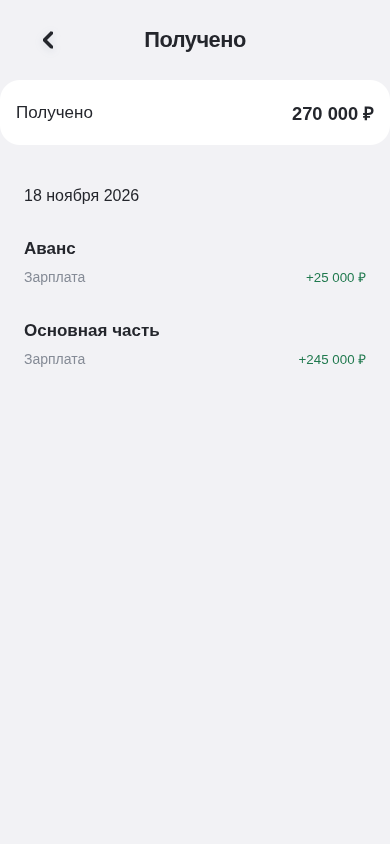 Получено
Получено 270 000 ₽
18 ноября 2026
Аванс
Зарплата +25 000 ₽
Основная часть
Зарплата +245 000 ₽